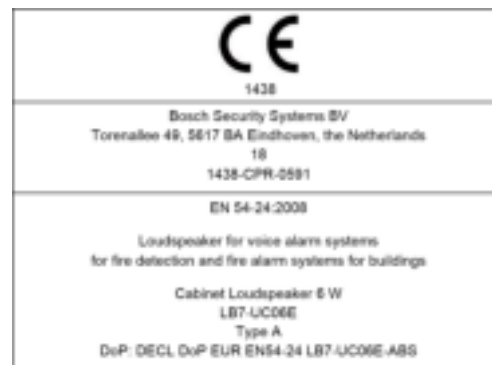 CE
1438
Bosch Security Systems BV
Torenallee 49, 5617 BA Eindhoven, the Netherlands
18
1438-CPR-0591
EN 54-24:2008
Loudspeaker for voice alarm systems
for fire detection and fire alarm systems for buildings
Cabinet Loudspeaker 6 W
LB7-UC06E
Type A
DoP: DECL DoP EUR EN54-24 LB7-UC06E-ABS